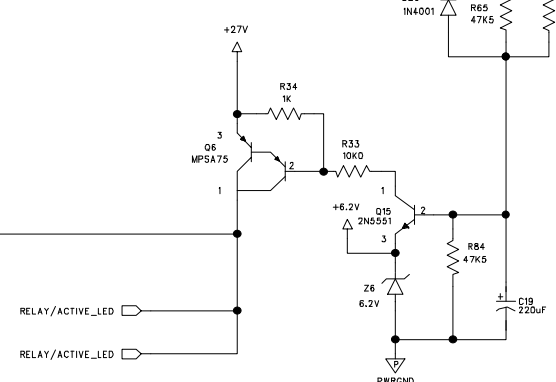 1N4001
R65
47K5
+27V
R34
1K
3
Q6
MPSA75
1
2
R33
10K0
1
+6.2V
Q15
2N5551
2
3
R84
47K5
Z6
6.2V
+
C19
220uF
RELAY/ACTIVE_LED
RELAY/ACTIVE_LED
P
PWRGND